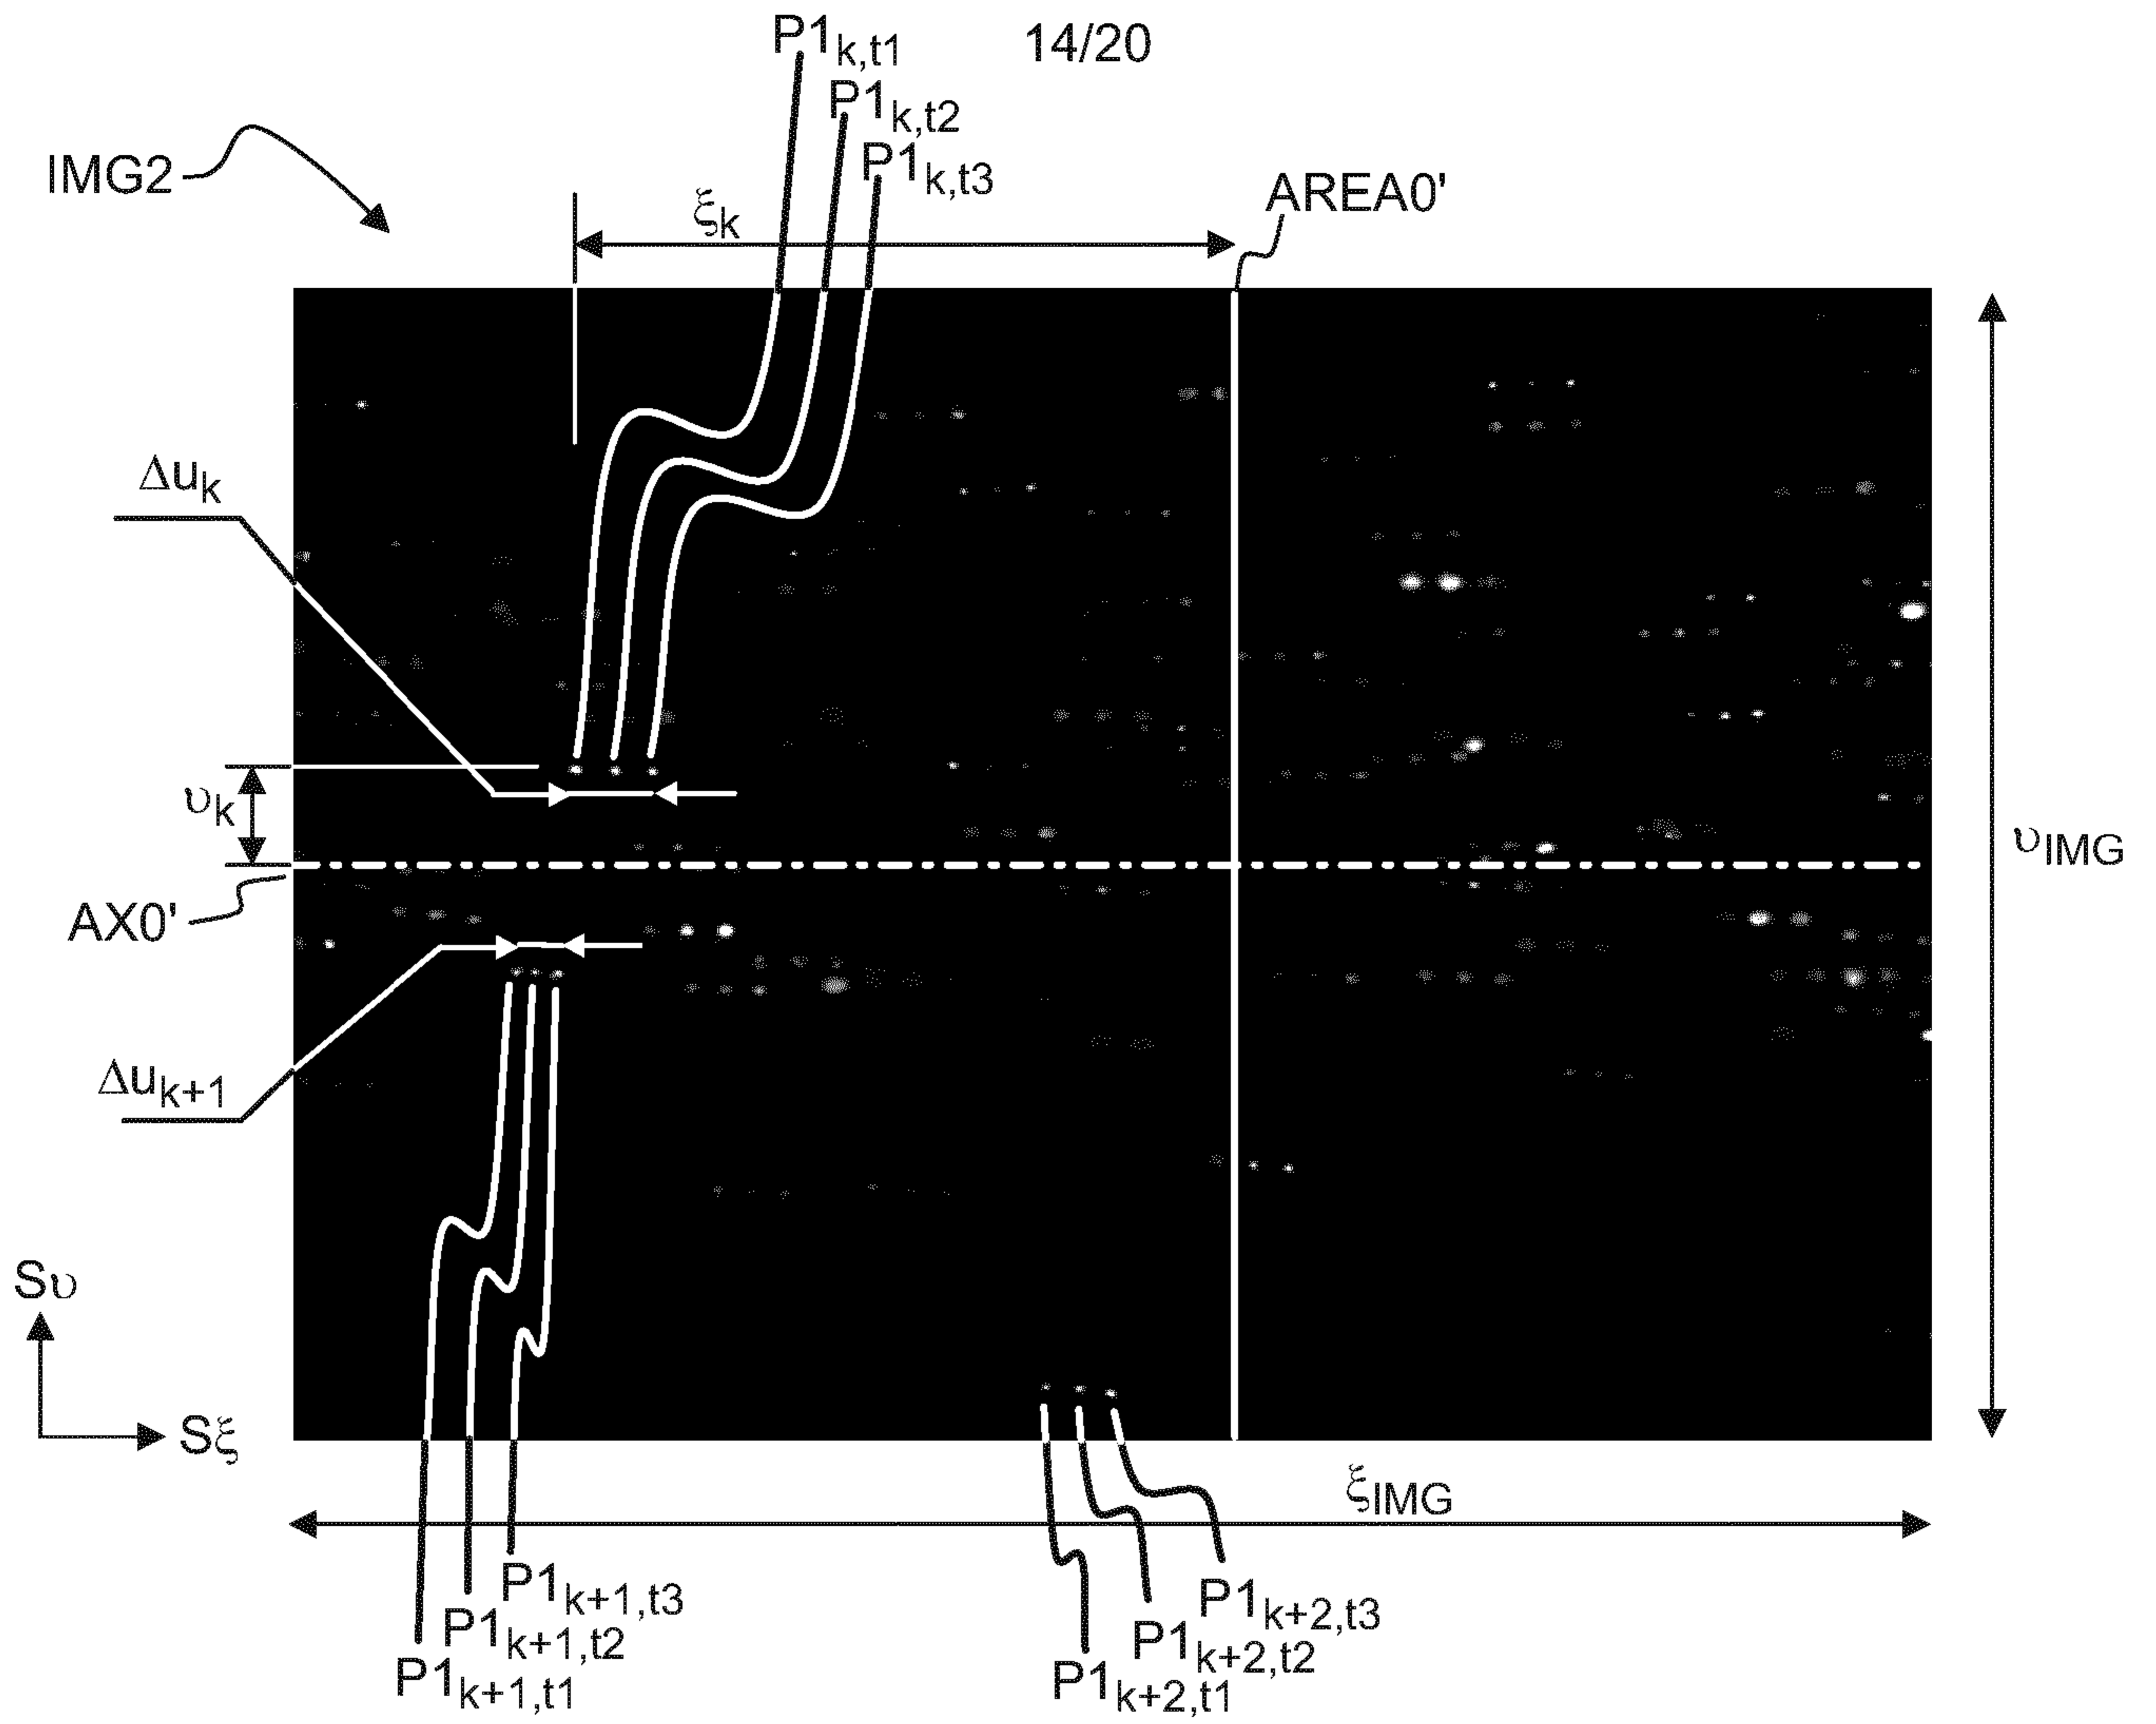 P1k,t1 14/20
P1k,t2
P1k,t3
IMG2
ξk
AREA0'
Δuk
υk
υIMG
AX0'
Δuk+1
Sυ
Sξ
ξIMG
P1k+1,t3
P1k+1,t2
P1k+1,t1
P1k+2,t3
P1k+2,t2
P1k+2,t1